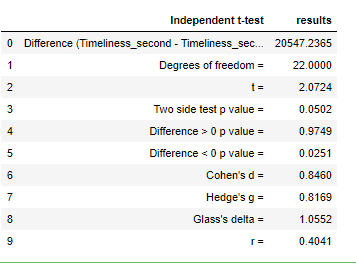 Independent t-test results
0 Difference (Timeliness_second - Timeliness_sec... 20547.2365
1 Degrees of freedom = 22.0000
2 t = 2.0724
3 Two side test p value = 0.0502
4 Difference > 0 p value = 0.9749
5 Difference < 0 p value = 0.0251
6 Cohen's d = 0.8460
7 Hedge's g = 0.8169
8 Glass's delta = 1.0552
9 r = 0.4041